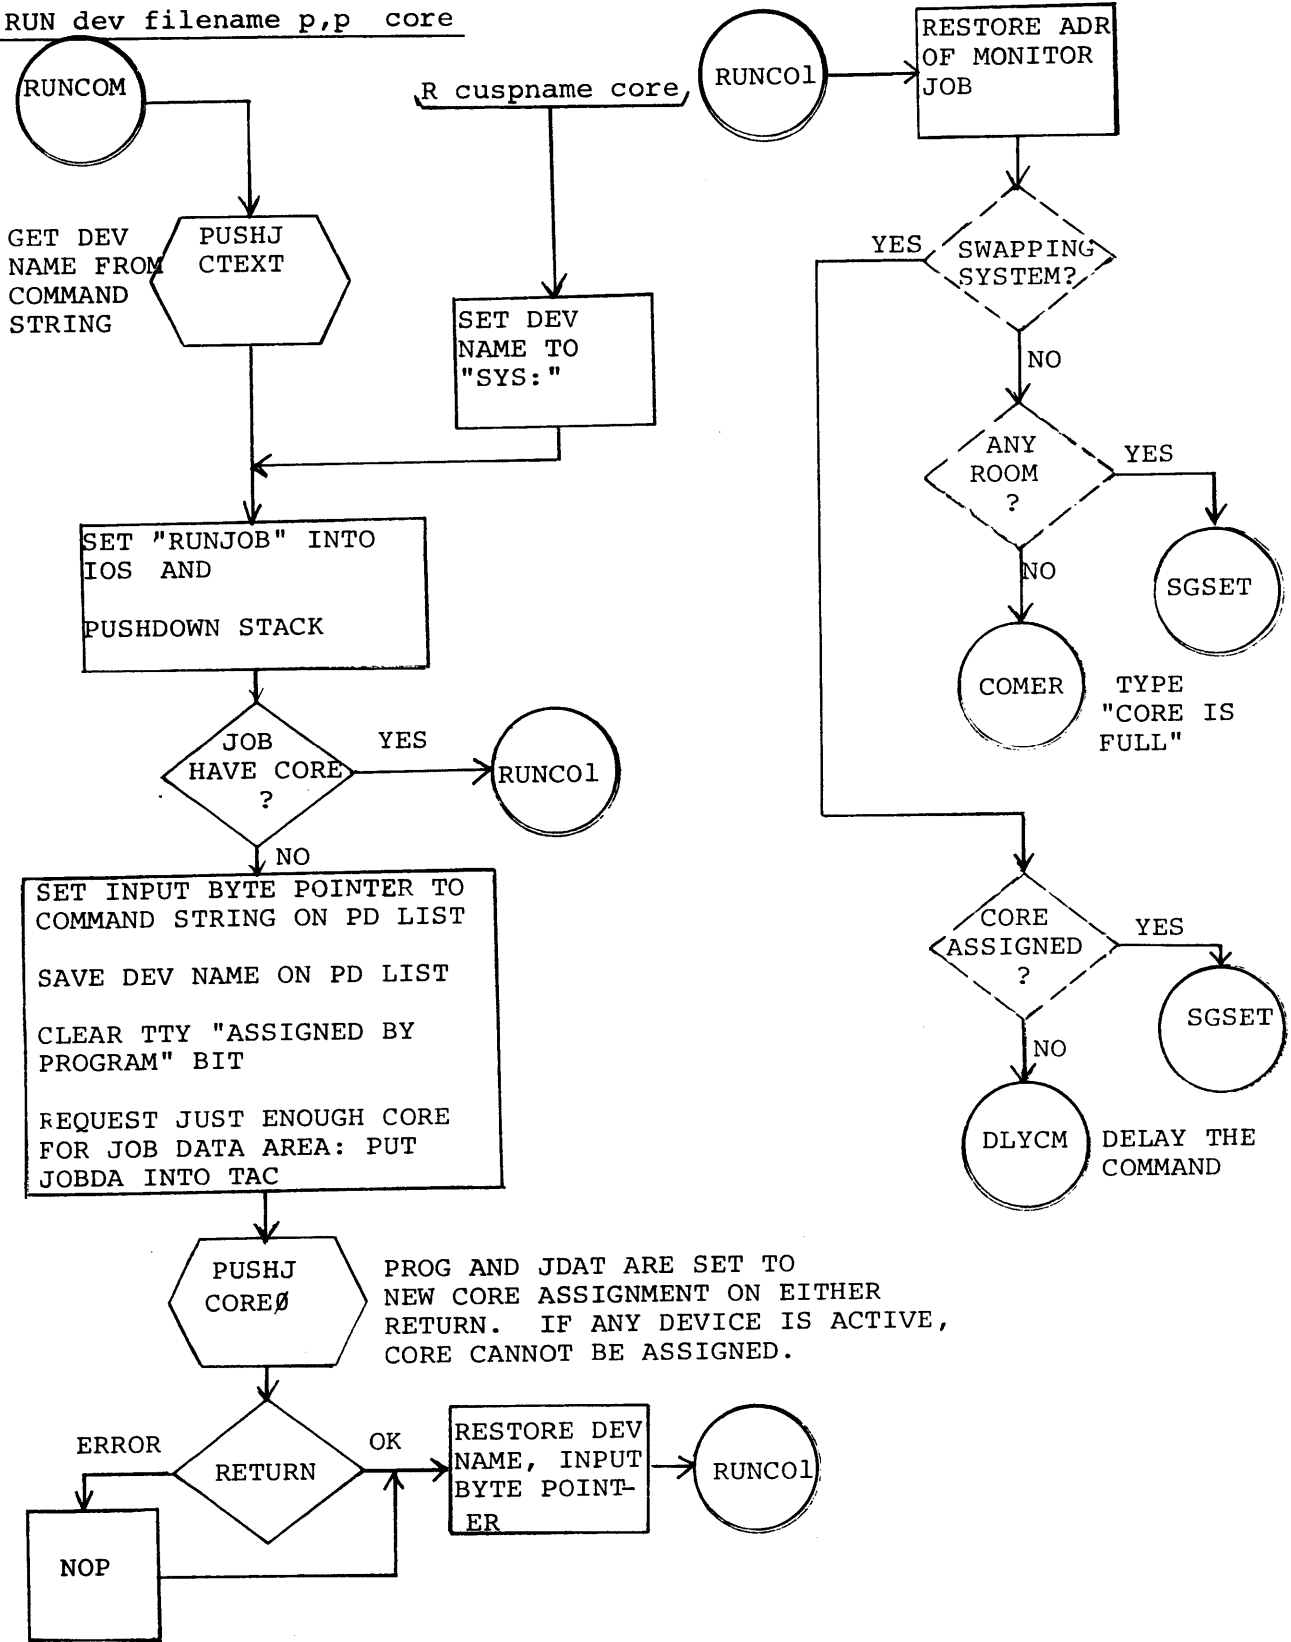 RUN dev filename p,p core
RUNCOM
GET DEV
NAME FROM
COMMAND
STRING
PUSHJ
CTEXT
R cuspname core
SET DEV
NAME TO
"SYS:"
SET "RUNJOB" INTO
IOS AND
PUSHDOWN STACK
JOB
HAVE CORE
?
YES
RUNCO1
NO
SET INPUT BYTE POINTER TO
COMMAND STRING ON PD LIST
SAVE DEV NAME ON PD LIST
CLEAR TTY "ASSIGNED BY
PROGRAM" BIT
REQUEST JUST ENOUGH CORE
FOR JOB DATA AREA: PUT
JOBDA INTO TAC
PUSHJ
COREØ
PROG AND JDAT ARE SET TO
NEW CORE ASSIGNMENT ON EITHER
RETURN. IF ANY DEVICE IS ACTIVE,
CORE CANNOT BE ASSIGNED.
RETURN
ERROR
NOP
OK
RESTORE DEV
NAME, INPUT
BYTE POINT-
ER
RUNCO1
RUNCO1
RESTORE ADR
OF MONITOR
JOB
SWAPPING
SYSTEM?
YES
NO
ANY
ROOM
?
YES
SGSET
NO
COMER
TYPE
"CORE IS
FULL"
CORE
ASSIGNED
?
YES
SGSET
NO
DLYCM
DELAY THE
COMMAND